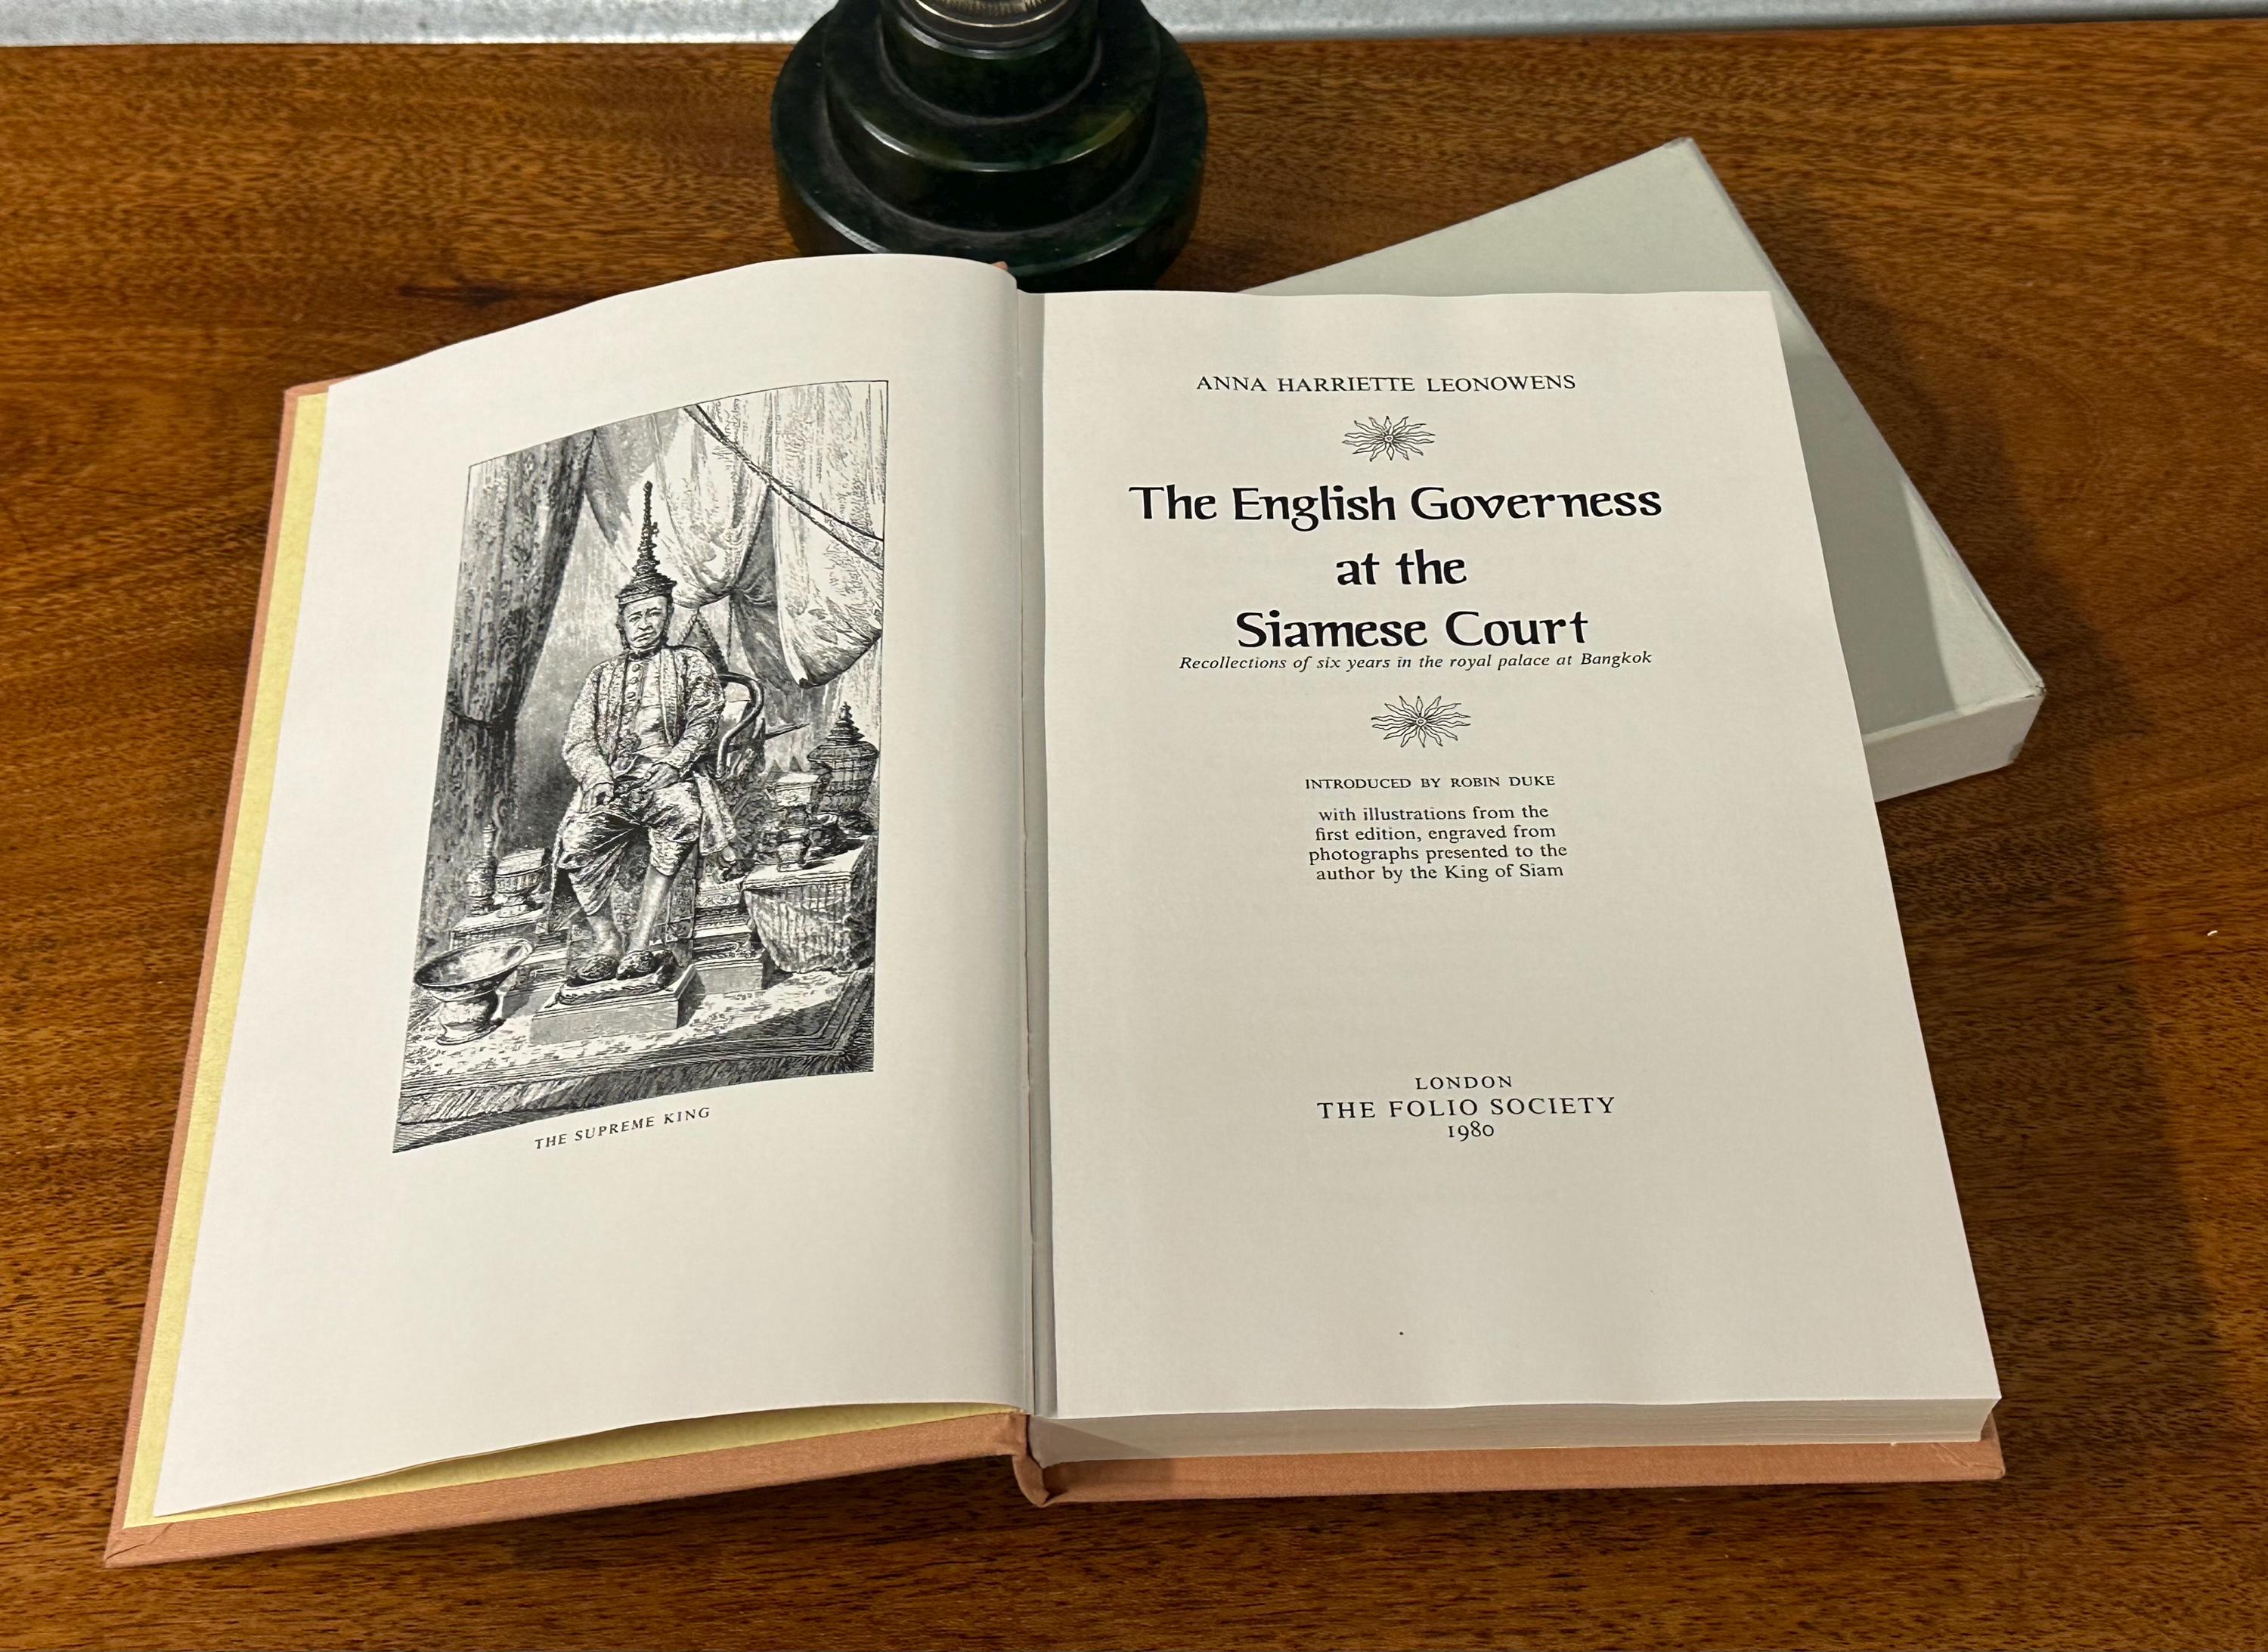 THE SUPREME KING
ANNA HARRIETTE LEONOWENS
The English Governess
at the
Siamese Court
Recollections of six years in the royal palace at Bangkok
INTRODUCED BY ROBIN DUKE
with illustrations from the
first edition, engraved from
photographs presented to the
author by the King of Siam
LONDON
THE FOLIO SOCIETY
1980